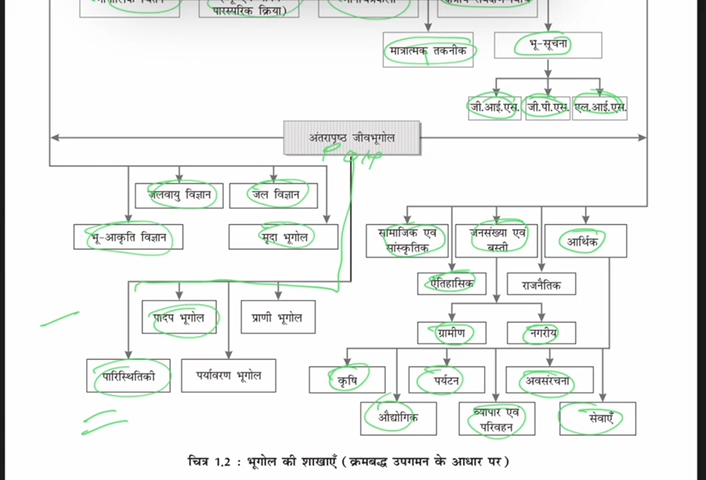 पारस्परिक क्रिया)
मात्रात्मक तकनीक
भू-सूचना
जी.आई.एस.
जी.पी.एस.
एल.आई.एस.
अंतरापृष्ठ जीवभूगोल
जलवायु विज्ञान
जल विज्ञान
भू-आकृति विज्ञान
मृदा भूगोल
सामाजिक एवं
सांस्कृतिक
जनसंख्या एवं
बस्ती
आर्थिक
ऐतिहासिक
राजनैतिक
पादप भूगोल
प्राणी भूगोल
ग्रामीण
नगरीय
पारिस्थितिकी
पर्यावरण भूगोल
कृषि
पर्यटन
अवसंरचना
औद्योगिक
व्यापार एवं
परिवहन
सेवाएँ
चित्र 1.2 : भूगोल की शाखाएँ (क्रमबद्ध उपगमन के आधार पर)